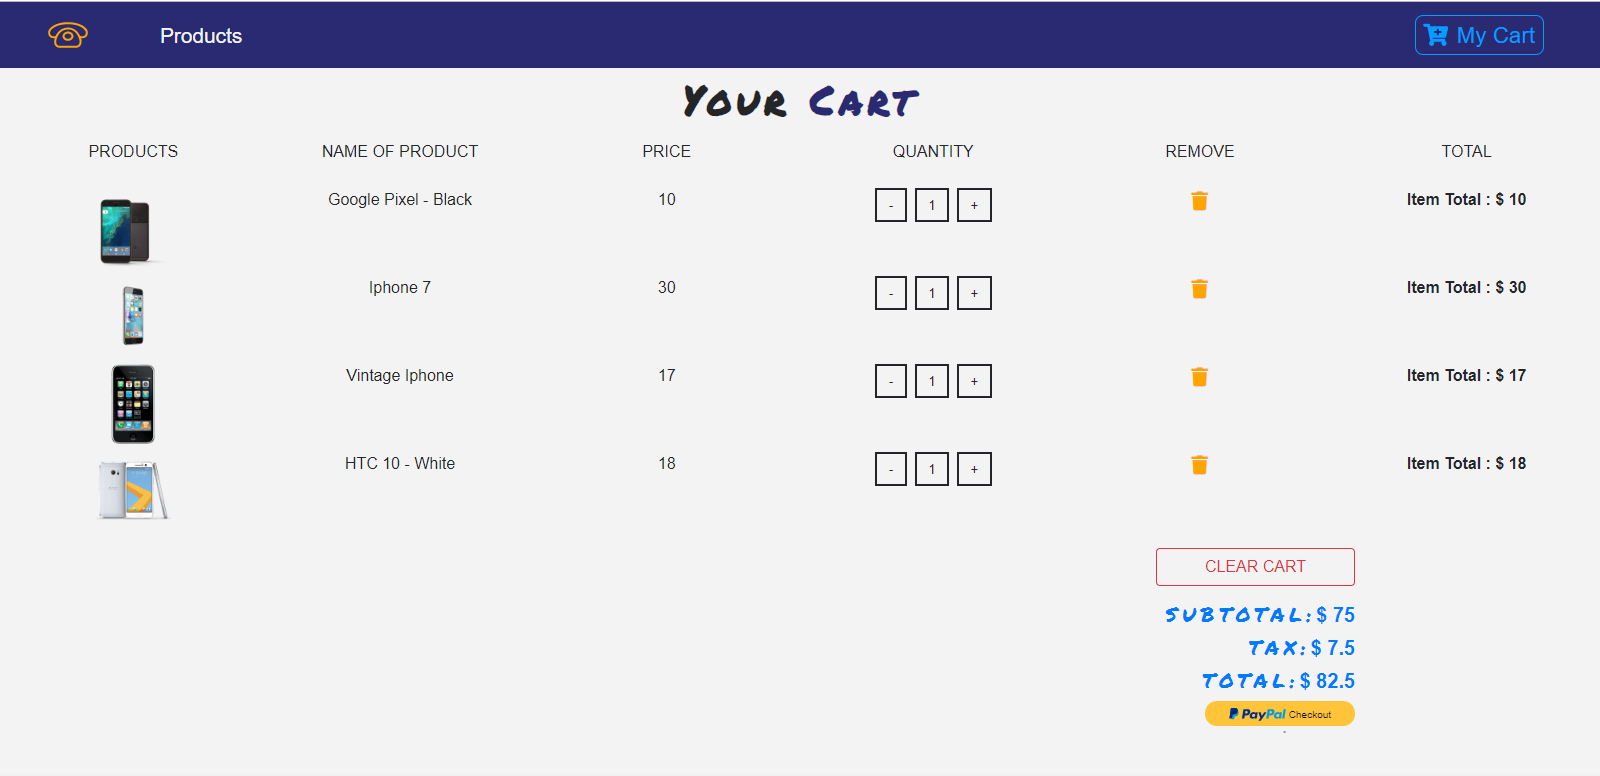 Products My Cart
Your Cart
PRODUCTS NAME OF PRODUCT PRICE QUANTITY REMOVE TOTAL
Google Pixel - Black 10 - 1 + Item Total : $ 10
Iphone 7 30 - 1 + Item Total : $ 30
Vintage Iphone 17 - 1 + Item Total : $ 17
HTC 10 - White 18 - 1 + Item Total : $ 18
CLEAR CART
SUBTOTAL: $ 75
TAX: $ 7.5
TOTAL: $ 82.5
PayPal Checkout